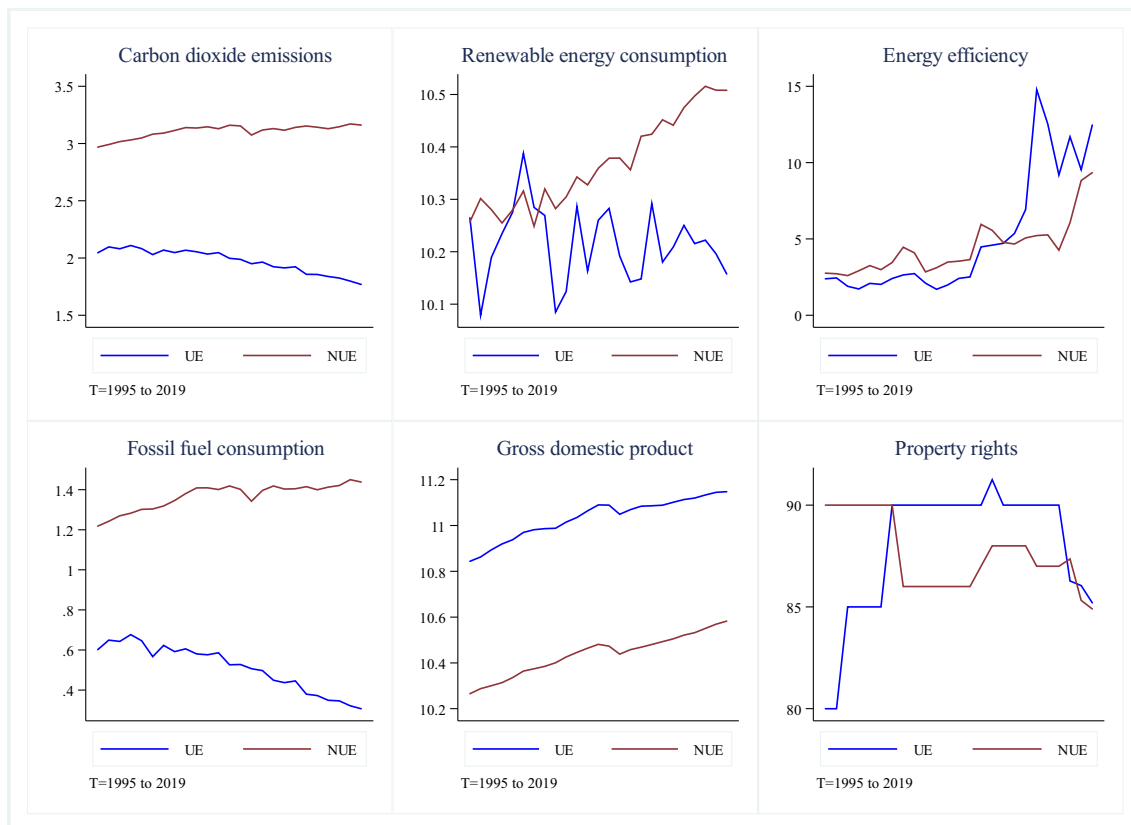 Carbon dioxide emissions
3.5
3
2.5
2
1.5
UE NUE
T=1995 to 2019
Renewable energy consumption
10.5
10.4
10.3
10.2
10.1
UE NUE
Energy efficiency
15
10
5
0
UE NUE
T=1995 to 2019
Fossil fuel consumption
1.4
1.2
1
.8
.6
.4
UE NUE
T=1995 to 2019
Gross domestic product
11.2
11
10.8
10.6
10.4
10.2
UE NUE
T=1995 to 2019
Property rights
90
85
80
UE NUE
T=1995 to 2019